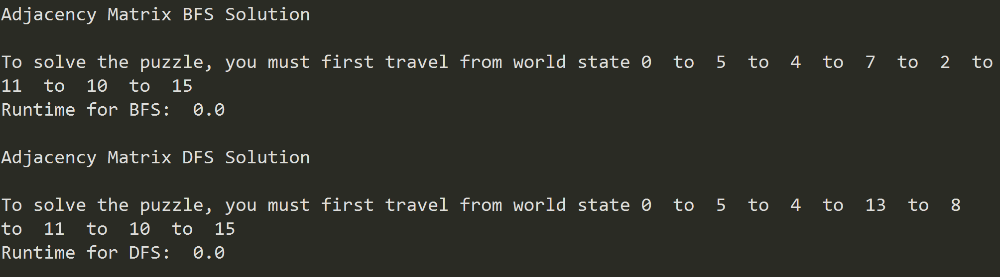 Adjacency Matrix BFS Solution
To solve the puzzle, you must first travel from world state 0  to  5  to  4  to  7  to  2  to
11  to  10  to  15
Runtime for BFS:  0.0
Adjacency Matrix DFS Solution
To solve the puzzle, you must first travel from world state 0  to  5  to  4  to  13  to  8
to  11  to  10  to  15
Runtime for DFS:  0.0